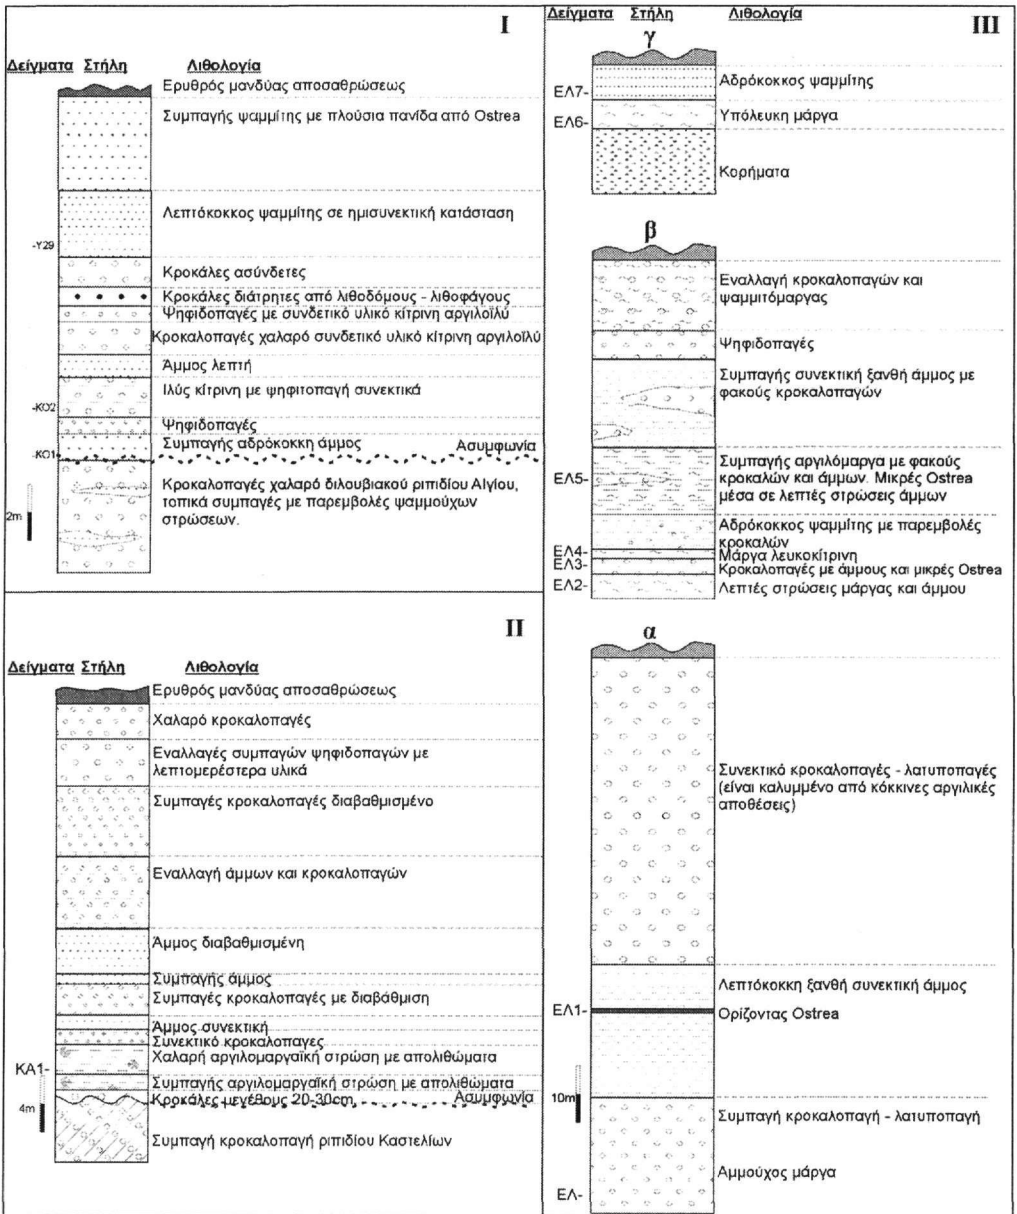 I
Δείγματα Στήλη Λιθολογία
Ερυθρός μανδύας αποσαθρώσεως
Συμπαγής ψαμμίτης με πλούσια πανίδα από Ostrea
Λεπτόκοκκος ψαμμίτης σε ημισυνεκτική κατάσταση
-Υ29
Κροκάλες ασύνδετες
Κροκάλες διάτρητες από λιθοδόμους - λιθοφάγους
Ψηφιδοπαγές με συνδετικό υλικό κίτρινη αργιλοϊλύ
Κροκαλοπαγές χαλαρό συνδετικό υλικό κίτρινη αργιλοϊλύ
Άμμος λεπτή
Ιλύς κίτρινη με ψηφιτοπαγή συνεκτικά
-ΚΟ2
Ψηφιδοπαγές
Συμπαγής αδρόκοκκη άμμος
Ασυμφωνία
-ΚΟ1
Κροκαλοπαγές χαλαρό διλουβιακού ριπιδίου Αιγίου,
τοπικά συμπαγές με παρεμβολές ψαμμούχων
στρώσεων.
2m
II
Δείγματα Στήλη Λιθολογία
Ερυθρός μανδύας αποσαθρώσεως
Χαλαρό κροκαλοπαγές
Εναλλαγές συμπαγών ψηφιδοπαγών με
λεπτομερέστερα υλικά
Συμπαγές κροκαλοπαγές διαβαθμισμένο
Εναλλαγή άμμων και κροκαλοπαγών
Άμμος διαβαθμισμένη
Συμπαγής άμμος
Συμπαγές κροκαλοπαγές με διαβάθμιση
Άμμος συνεκτική
Συνεκτικό κροκαλοπαγες
Χαλαρή αργιλομαργαϊκή στρώση με απολιθώματα
ΚΑ1-
Συμπαγής αργιλομαργαϊκή στρώση με απολιθώματα
Κροκάλες μεγέθους 20-30cm
Ασυμφωνία
4m
Συμπαγή κροκαλοπαγή ριπιδίου Καστελίων
Δείγματα Στήλη Λιθολογία
III
γ
Αδρόκοκκος ψαμμίτης
ΕΛ7-
Υπόλευκη μάργα
ΕΛ6-
Κορήματα
β
Εναλλαγή κροκαλοπαγών και
ψαμμιτόμαργας
Ψηφιδοπαγές
Συμπαγής συνεκτική ξανθή άμμος με
φακούς κροκαλοπαγών
Συμπαγής αργιλόμαργα με φακούς
κροκαλών και άμμων. Μικρές Ostrea
μέσα σε λεπτές στρώσεις άμμων
ΕΛ5-
Αδρόκοκκος ψαμμίτης με παρεμβολές
κροκαλών
ΕΛ4-
Μάργα λευκοκίτρινη
ΕΛ3-
Κροκαλοπαγές με άμμους και μικρές Ostrea
ΕΛ2-
Λεπτές στρώσεις μάργας και άμμου
α
Συνεκτικό κροκαλοπαγές - λατυποπαγές
(είναι καλυμμένο από κόκκινες αργιλικές
αποθέσεις)
Λεπτόκοκκη ξανθή συνεκτική άμμος
ΕΛ1-
Ορίζοντας Ostrea
10m
Συμπαγή κροκαλοπαγή - λατυποπαγή
Αμμούχος μάργα
ΕΛ-